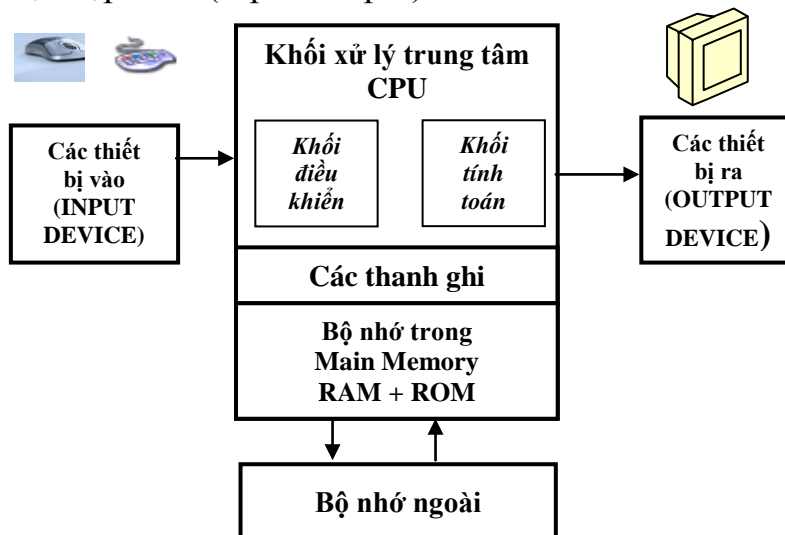 Khối xử lý trung tâm
CPU
Khối
điều
khiển
Khối
tính
toán
Các thiết
bị vào
(INPUT
DEVICE)
Các thiết
bị ra
(OUTPUT
DEVICE)
Các thanh ghi
Bộ nhớ trong
Main Memory
RAM + ROM
Bộ nhớ ngoài